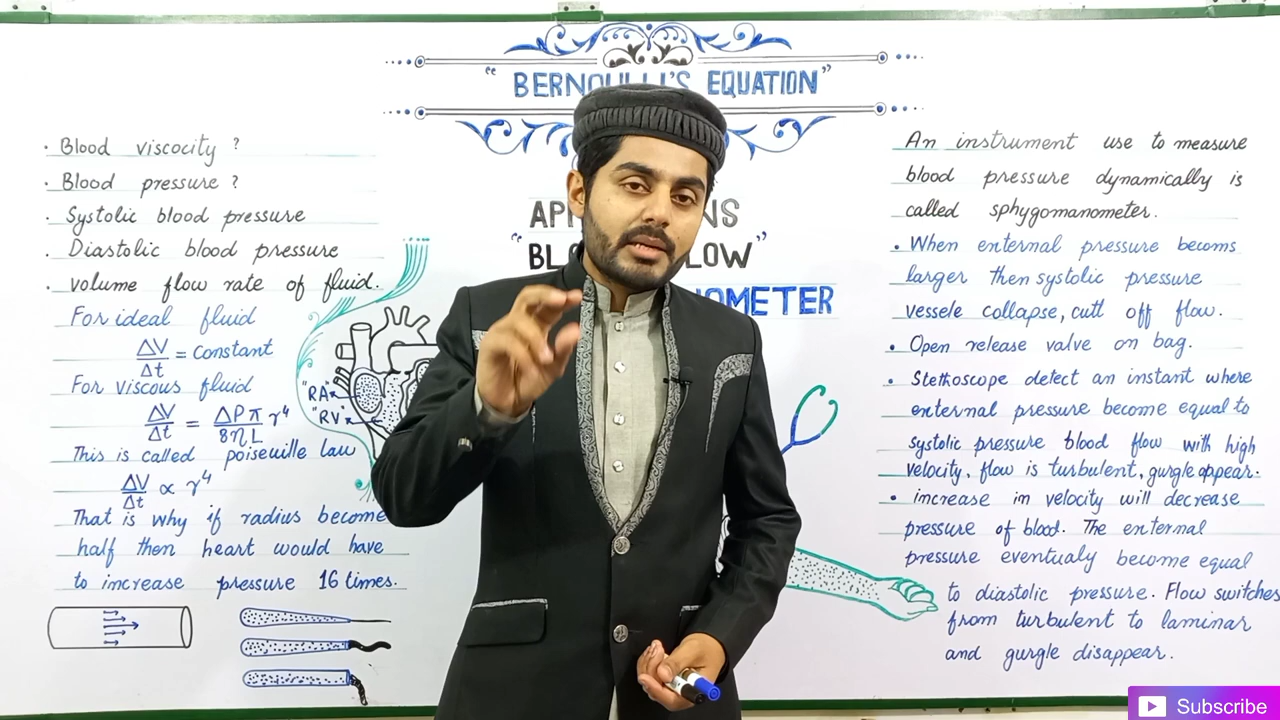 "BERNOULLI'S EQUATION"
· Blood viscocity ?
· Blood pressure ?
· Systolic blood pressure
· Diastolic blood pressure
· volume flow rate of fluid.
For ideal fluid
ΔV/Δt = constant
For viscous fluid
ΔV/Δt = ΔPπ/8ηL r⁴
This is called poiseuille law
ΔV/Δt ∝ r⁴
That is why if radius become
half then heart would have
to increase pressure 16 times.
"RA"
"RV"
An instrument use to measure
blood pressure dynamically is
called sphygomanometer.
• When enternal pressure becoms
larger then systolic pressure
vessele collapse, cutt off flow.
• Open release valve on bag.
• Stethoscope detect an instant where
enternal pressure become equal to
systolic pressure blood flow with high
velocity, flow is turbulent, gurgle appear.
• increase in velocity will decrease
pressure of blood. The enternal
pressure eventualy become equal
to diastolic pressure. Flow switches
from turbulent to laminar
and gurgle disappear.
Subscribe